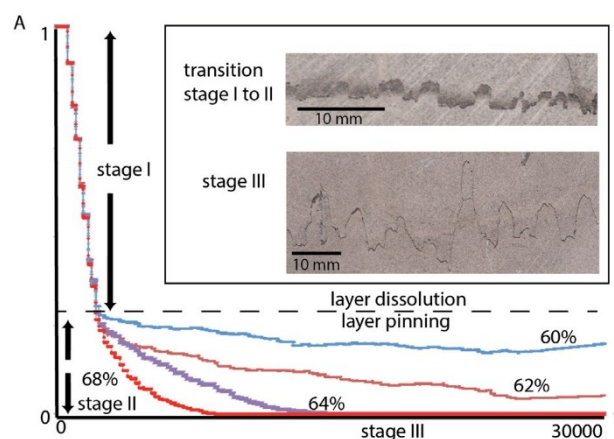 A
1
transition
stage I to II
10 mm
stage I
stage III
10 mm
layer dissolution
layer pinning
60%
62%
68%
64%
stage II
0
0
stage III
30000